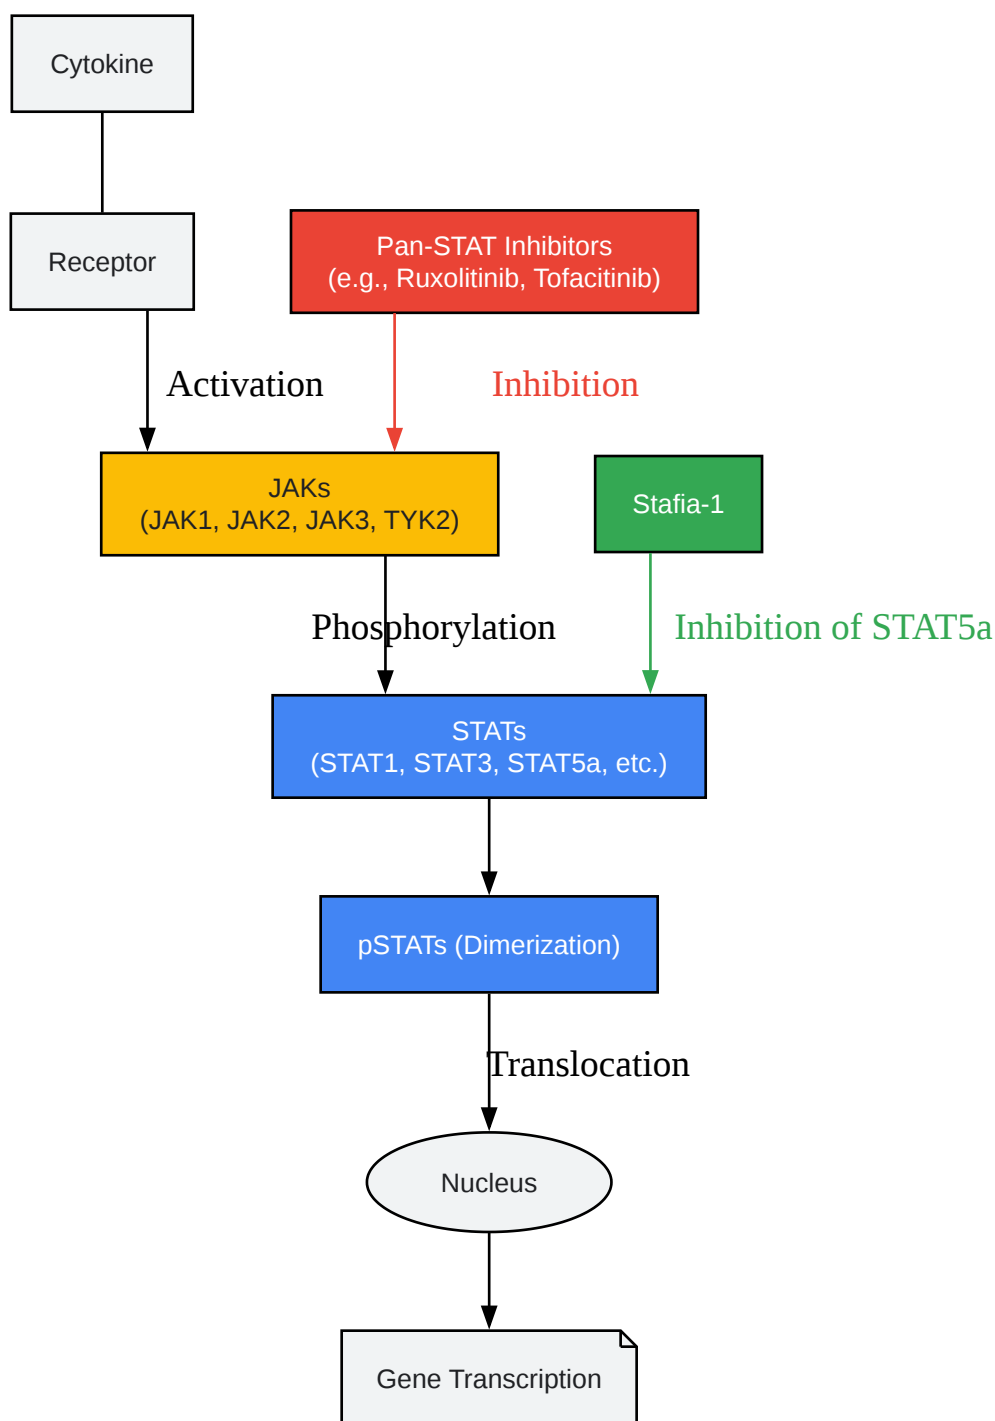 Cytokine
Receptor
Pan-STAT Inhibitors
(e.g., Ruxolitinib, Tofacitinib)
Activation
Inhibition
JAKs
(JAK1, JAK2, JAK3, TYK2)
Stafia-1
Phosphorylation
Inhibition of STAT5a
STATs
(STAT1, STAT3, STAT5a, etc.)
pSTATs (Dimerization)
Translocation
Nucleus
Gene Transcription